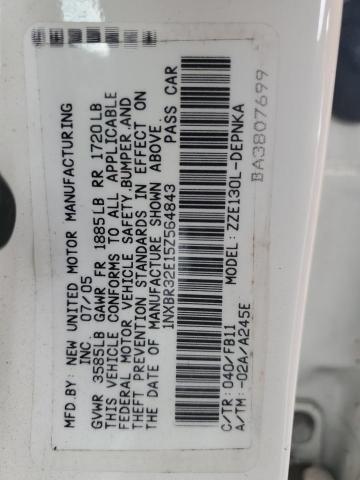 MFD.BY: NEW UNITED MOTOR MANUFACTURING
INC. 07/05
GVWR 3585LB GAWR FR 1885LB RR 1720LB
THIS VEHICLE CONFORMS TO ALL APPLICABLE
FEDERAL MOTOR VEHICLE SAFETY BUMPER,AND
THEFT PREVENTION STANDARDS IN EFFECT ON
THE DATE OF MANUFACTURE SHOWN ABOVE.
1NXBR32E15Z564843 PASS CAR
MODEL: ZZE130L-DEPNKA
C/TR: 040/FB11
A/TM: -02A/A245E
BA3807699